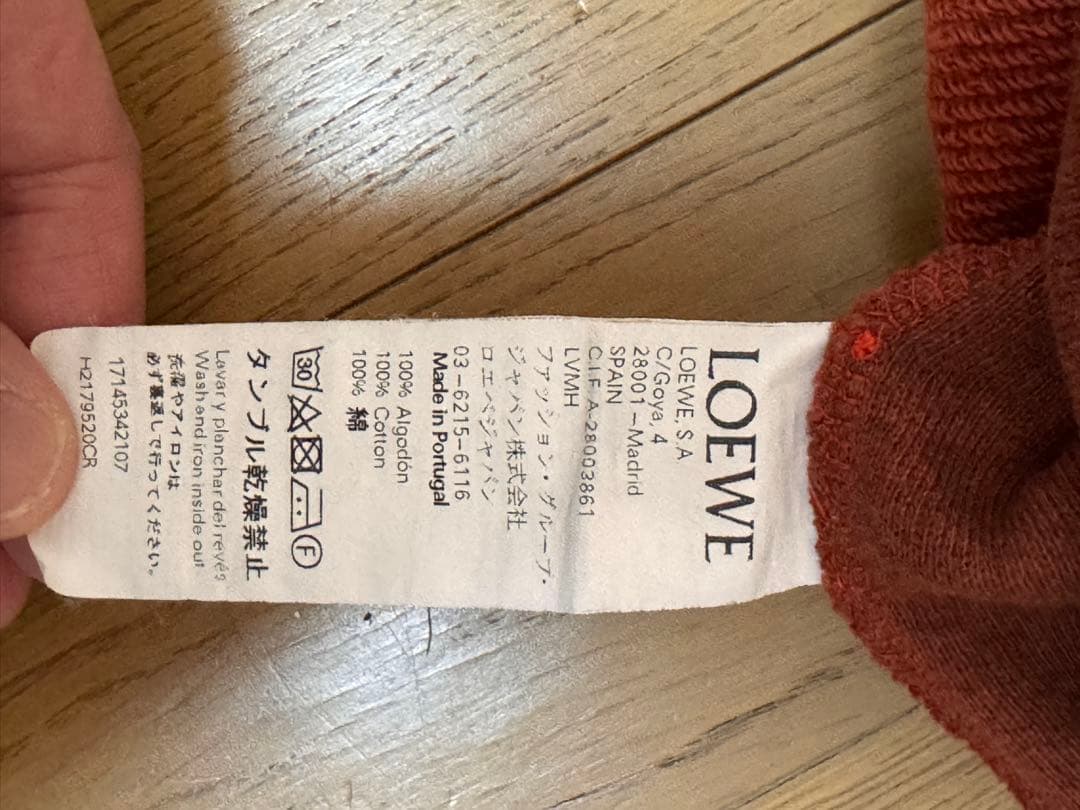 LOEWE
LOEWE, S.A
C/Goya, 4
28001-Madrid
SPAIN
C.I.F. A-28003861
LVMH
ファッション・グループ・
ジャパン株式会社
ロエベジャパン
03-6215-6116
Made in Portugal
100% Algodón
100% Cotton
100% 綿
30 F
タンブル乾燥禁止
Lavar y planchar del revés
Wash and iron inside out
洗濯やアイロンは
必ず裏返しで行ってください。
17145342107
H2179520CR